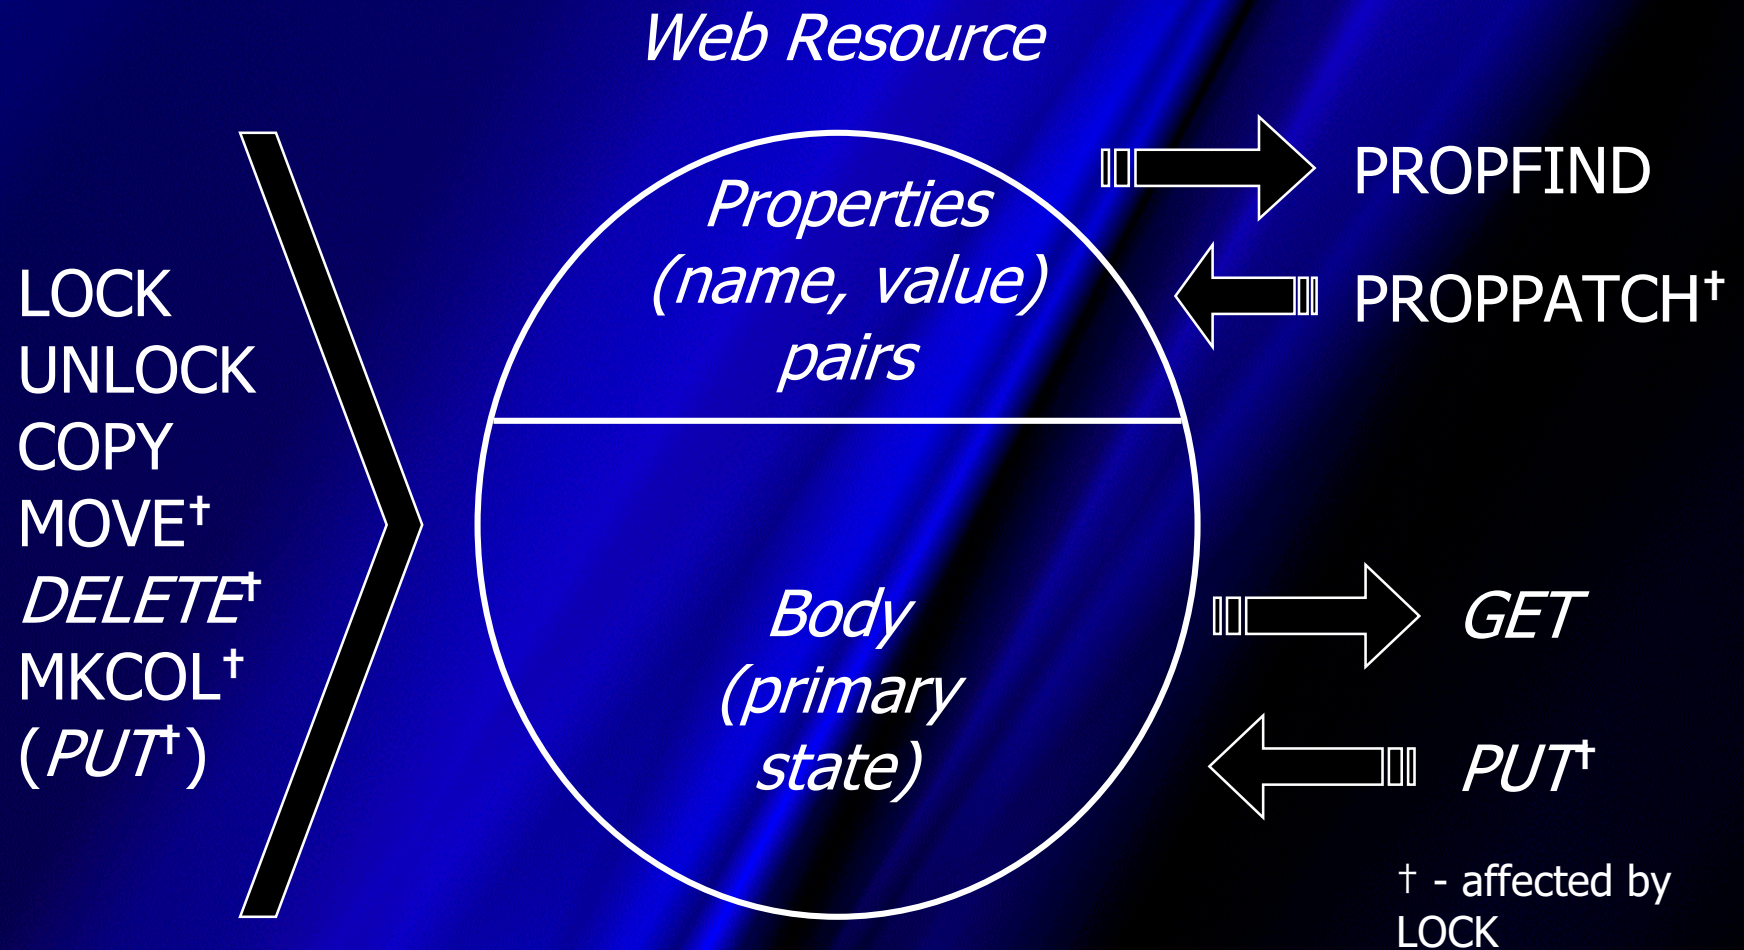 Web Resource
LOCK
UNLOCK
COPY
MOVE†
DELETE†
MKCOL†
(PUT†)
Properties
(name, value)
pairs
Body
(primary
state)
PROPFIND
PROPPATCH†
GET
PUT†
† - affected by
LOCK